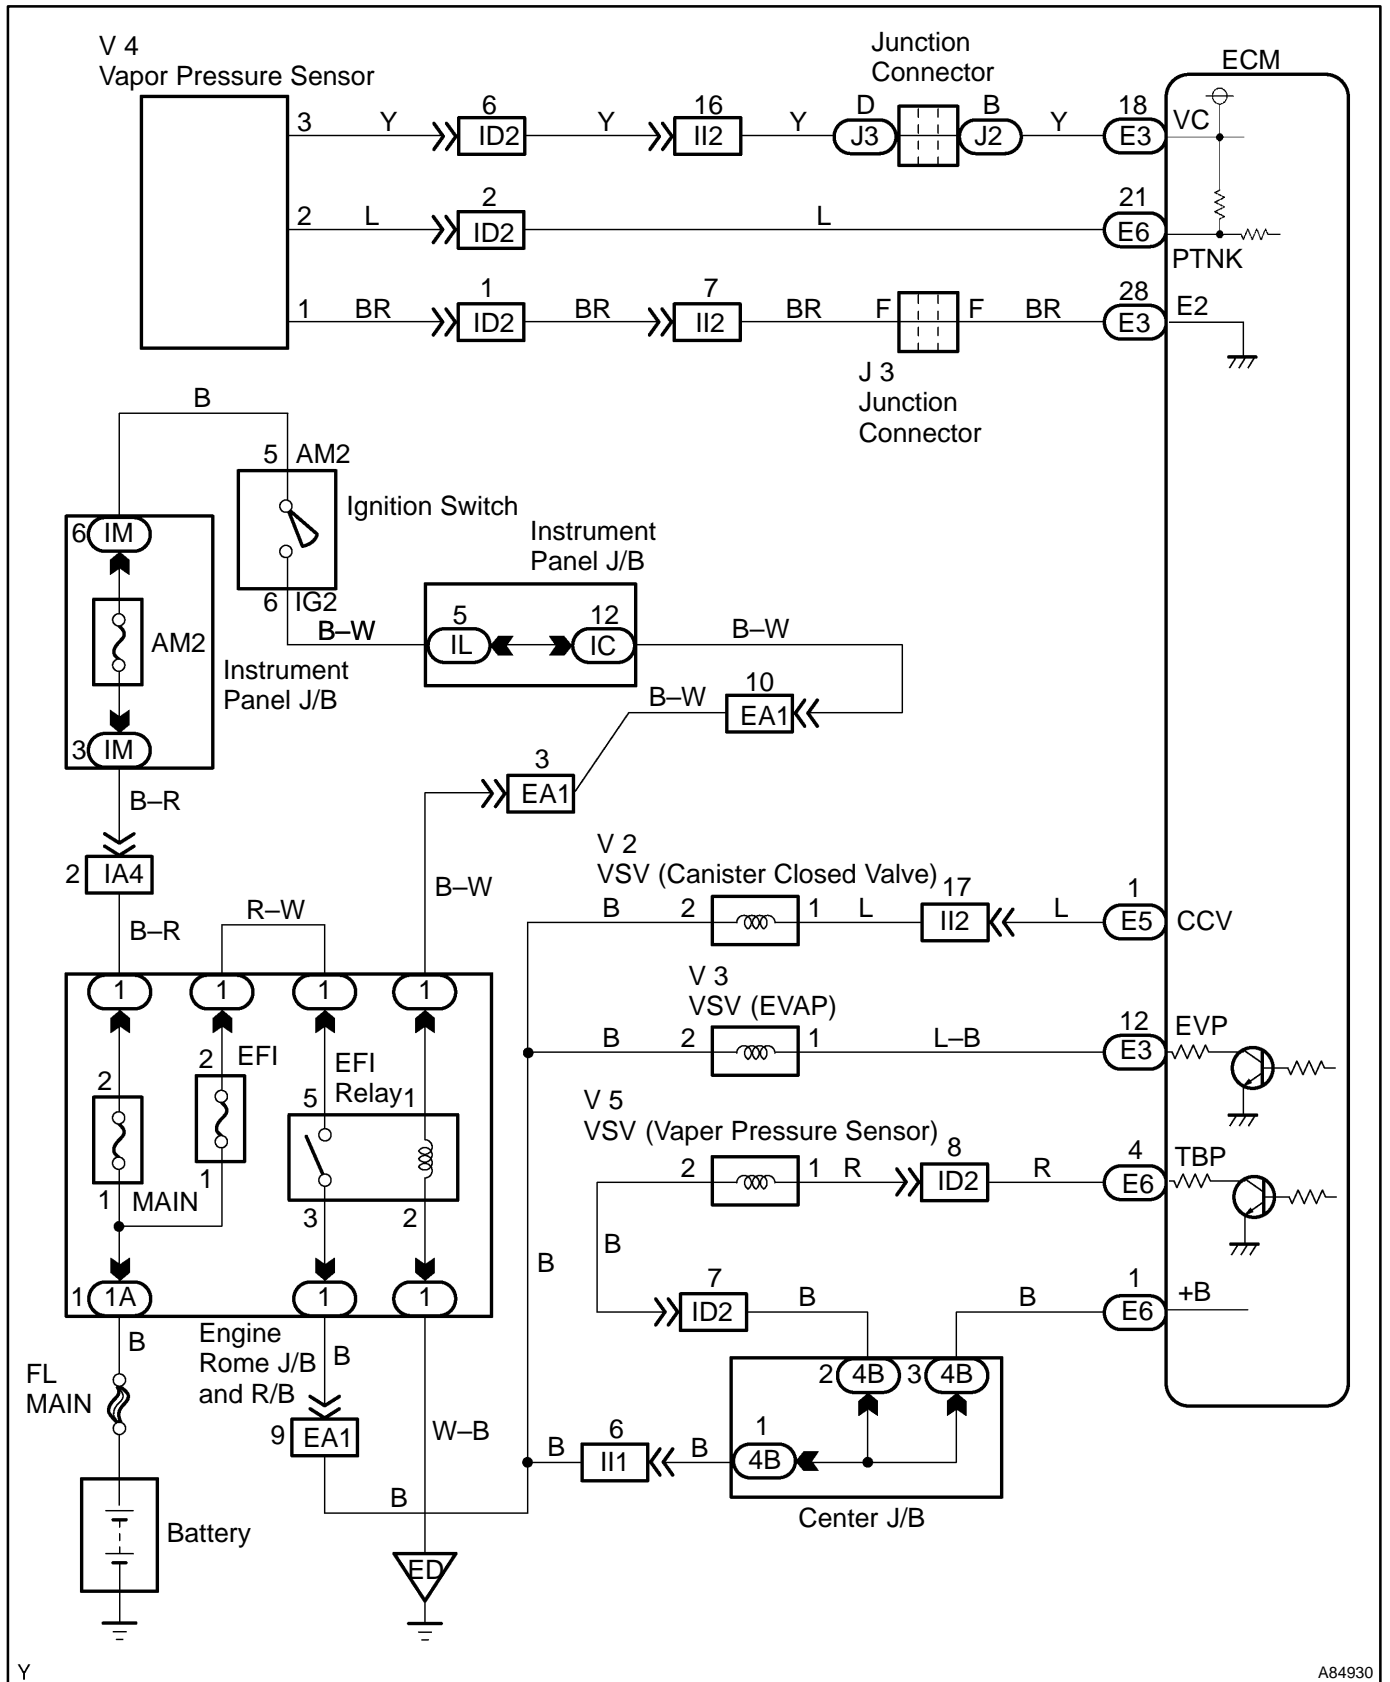 V 4
Vapor Pressure Sensor
Junction
Connector
ECM
3 Y 6 ID2 Y 16 II2 Y D J3 B J2 Y 18 E3 VC
2 L 2 ID2 L 21 E6 PTNK
1 BR 1 ID2 BR 7 II2 BR F F BR 28 E3 E2
J 3
Junction
Connector
B
5 AM2
Ignition Switch
6 IG2
6 IM
AM2
3 IM
Instrument
Panel J/B
B–W
Instrument
Panel J/B
5 IL 12 IC
B–W
10 EA1
B–W
3 EA1
B–R
2 IA4
B–R
R–W
B–W
V 2
VSV (Canister Closed Valve)
B 2 1 L 17 II2 L 1 E5 CCV
V 3
VSV (EVAP)
B 2 1 L–B 12 E3 EVP
V 5
VSV (Vaper Pressure Sensor)
2 1 R 8 ID2 R 4 E6 TBP
1 1 1 1
2 EFI
EFI
Relay
5 1
2
1 MAIN
1
3 2
1 1A 1 1
B
7 ID2 B
B 1 E6 +B
B
2 4B 3 4B
1 4B
Center J/B
B 6 II1 B
B
Engine
Rome J/B
and R/B
B
9 EA1
W–B
B
FL
MAIN
Battery
ED
Y
A84930